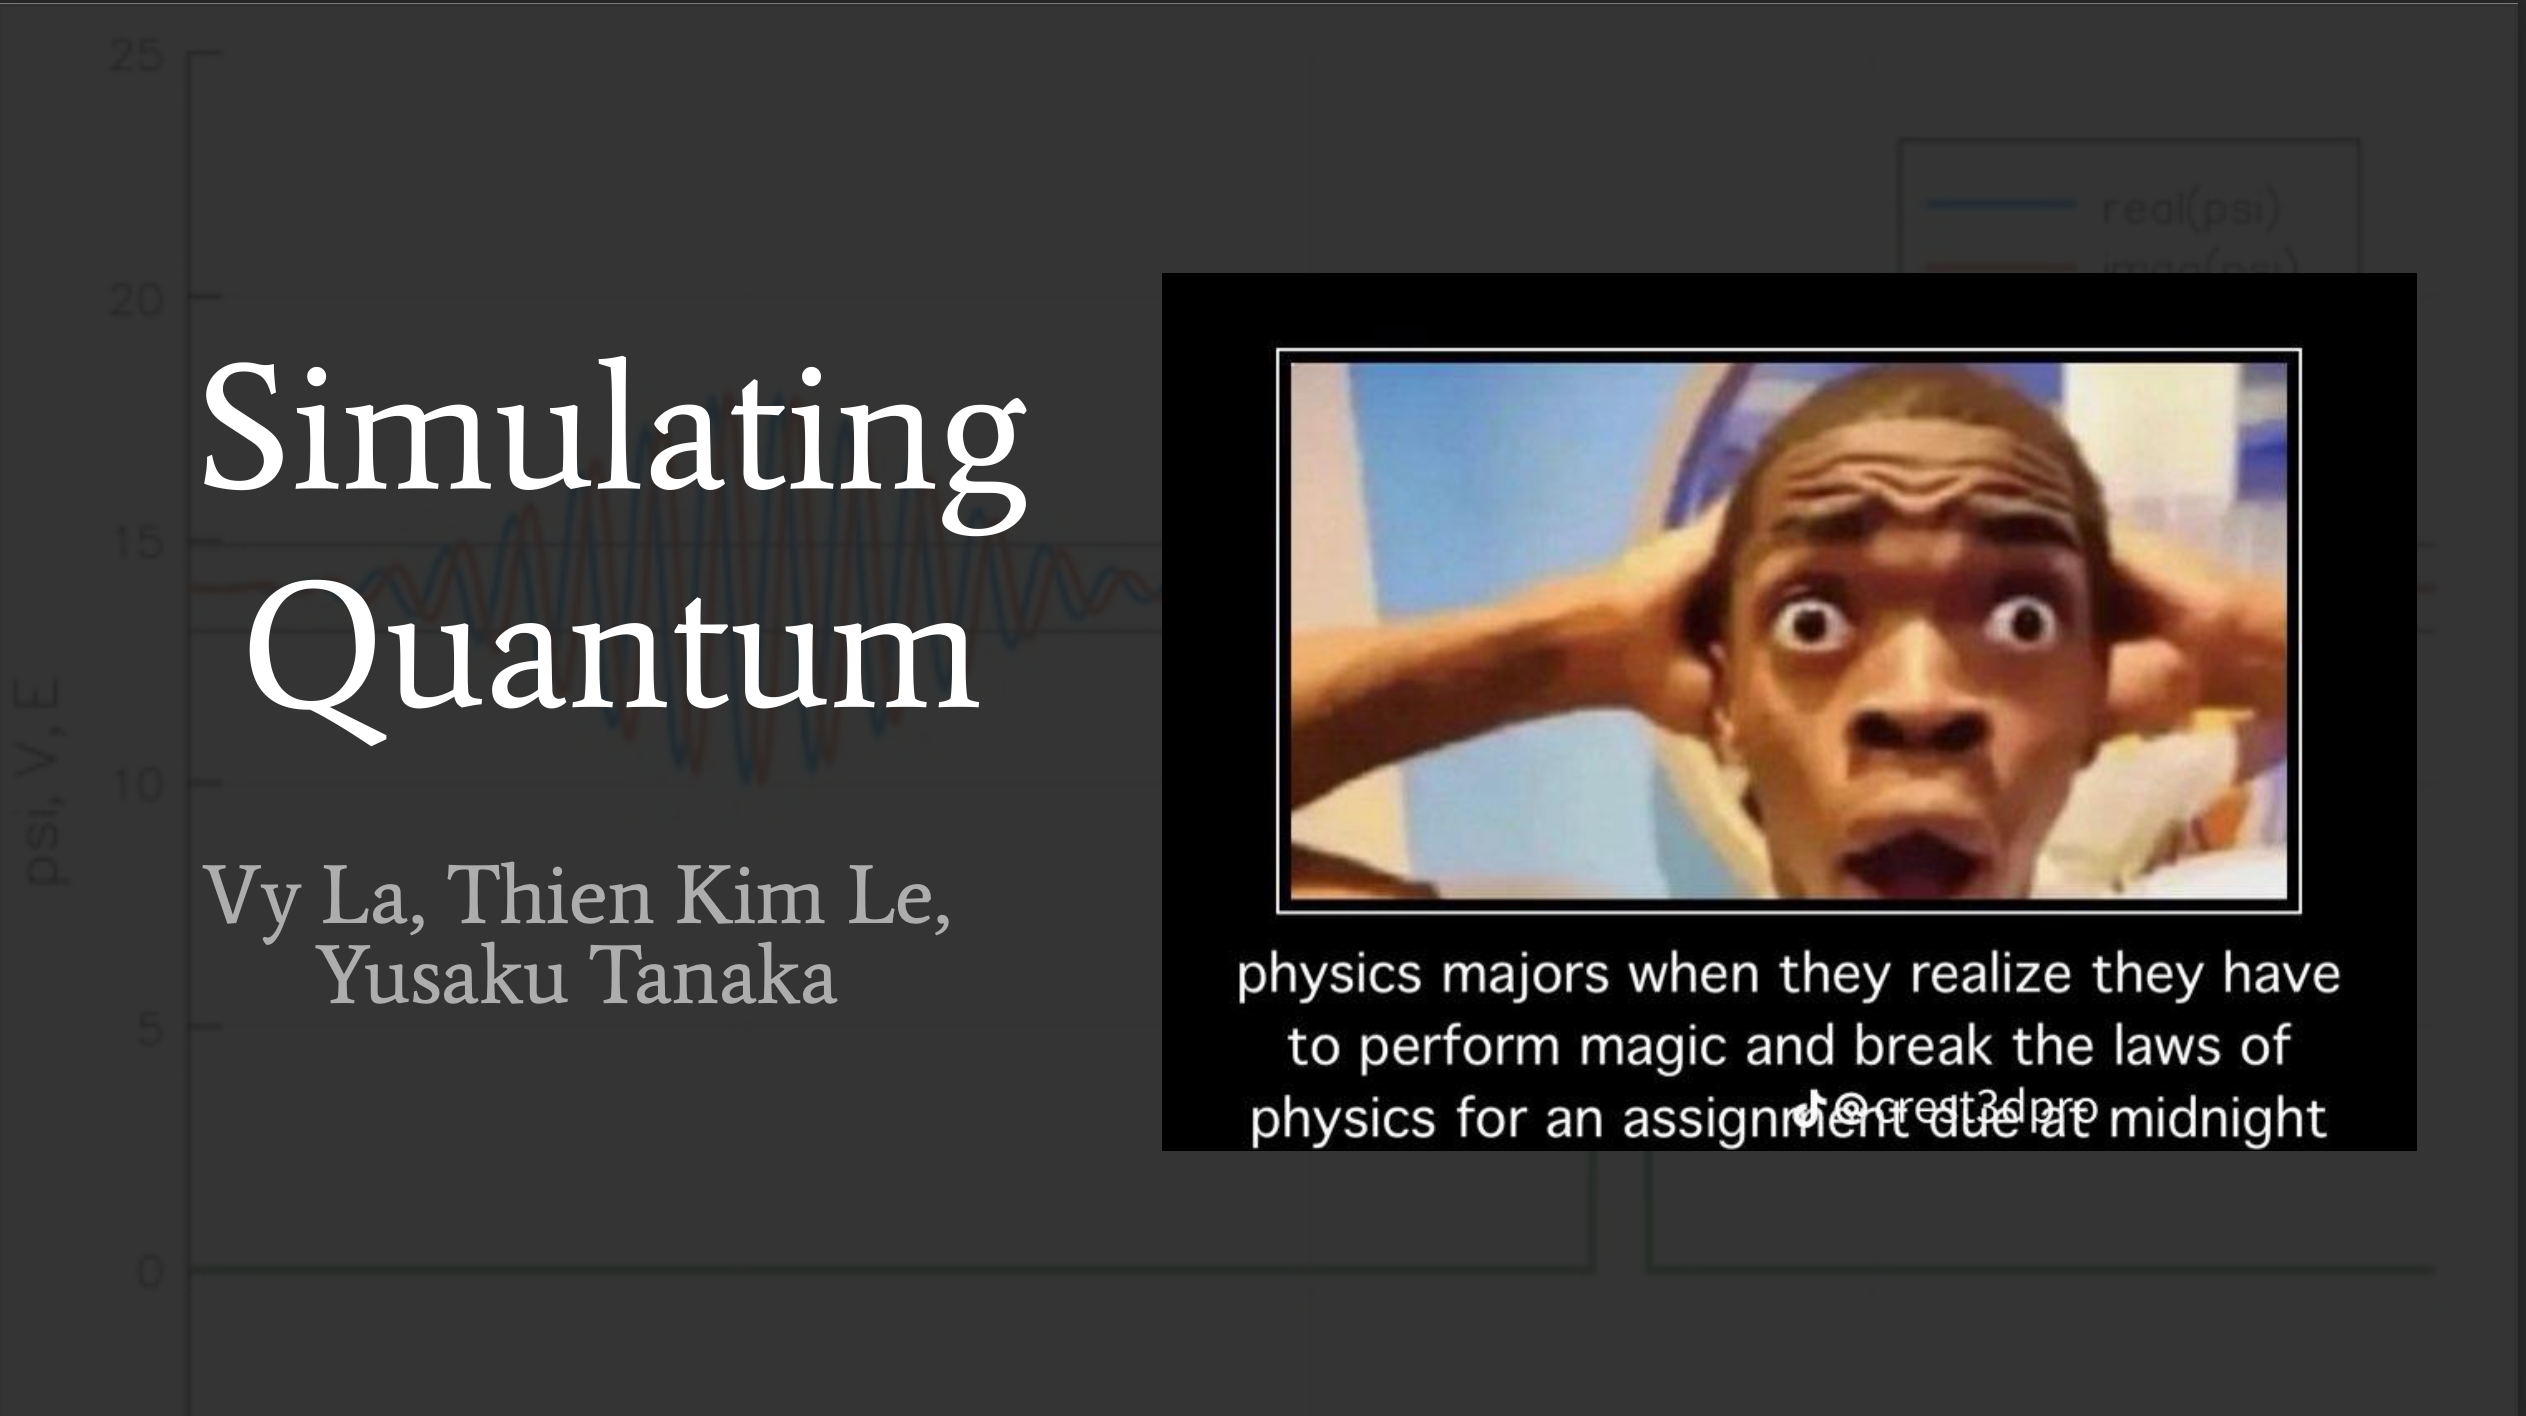 25
20
15
10
5
0
psi, V, E
real(psi)
imag(psi)
Simulating
Quantum
Vy La, Thien Kim Le,
Yusaku Tanaka
physics majors when they realize they have
to perform magic and break the laws of
physics for an assignment due at midnight
@crest3dpro